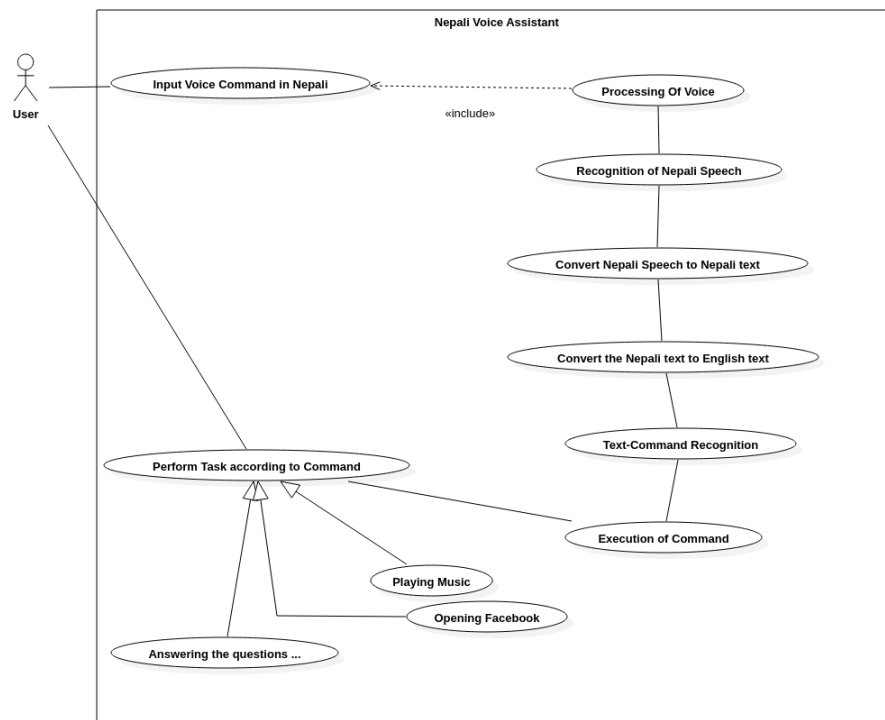 Nepali Voice Assistant
User
Input Voice Command in Nepali
«include»
Processing Of Voice
Recognition of Nepali Speech
Convert Nepali Speech to Nepali text
Convert the Nepali text to English text
Text-Command Recognition
Perform Task according to Command
Execution of Command
Playing Music
Opening Facebook
Answering the questions ...